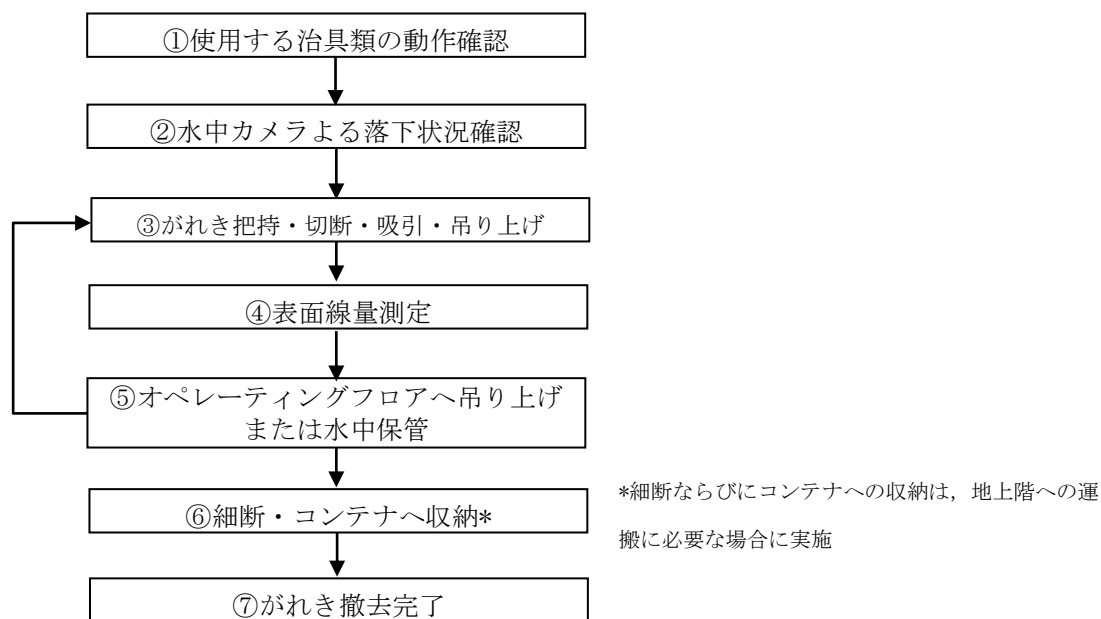 ①使用する治具類の動作確認
②水中カメラよる落下状況確認
③がれき把持・切断・吸引・吊り上げ
④表面線量測定
⑤オペレーティングフロアへ吊り上げ
または水中保管
⑥細断・コンテナへ収納*
*細断ならびにコンテナへの収納は，地上階への運
搬に必要な場合に実施
⑦がれき撤去完了